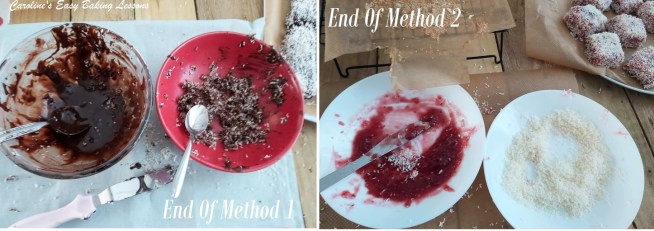 Caroline's Easy Baking Lessons
End Of Method 2
End Of Method 1